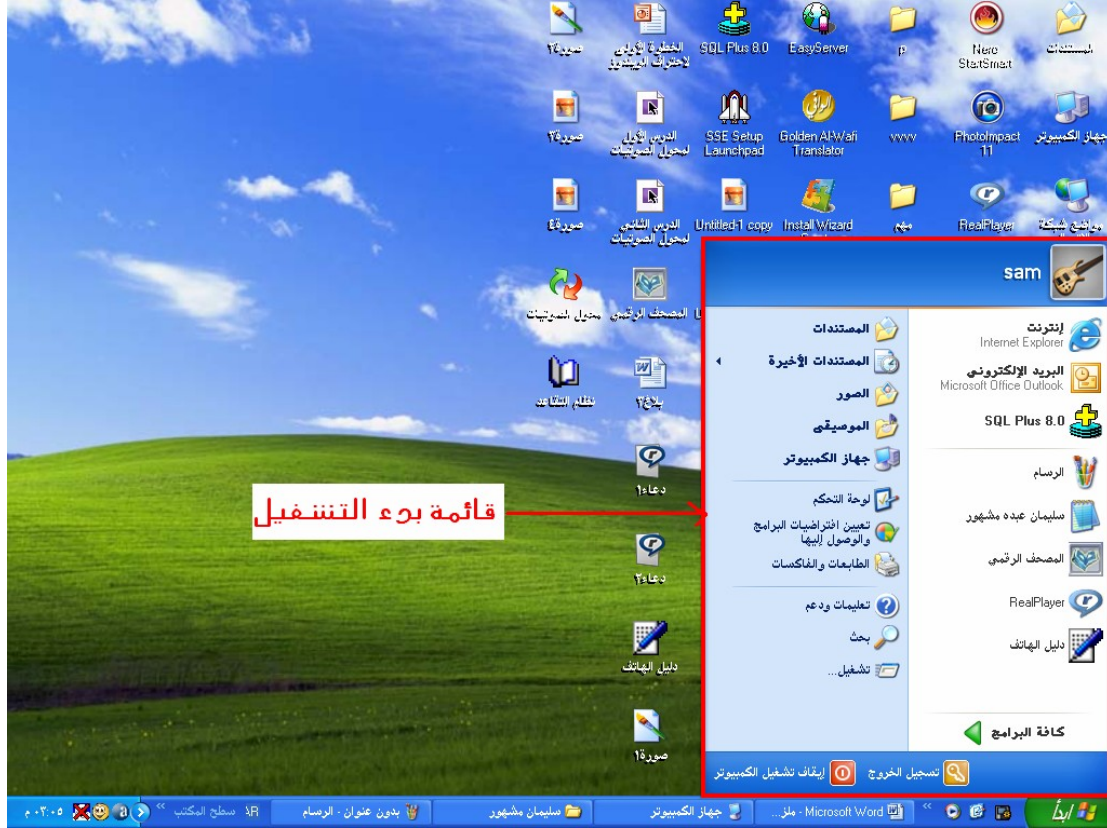 المستندات
Nero
StartSmart
p
EasyServer
SQL Plus 8.0
الخطوة الأولى
لاحتراف الويندوز
صورة٢
جهاز الكمبيوتر
PhotoImpact
11
vvvv
Golden Al-Wafi
Translator
SSE Setup
Launchpad
الدرس الأول
لمحول الصوتيات
صورة٣
مواضع شبكة
RealPlayer
مهم
Install Wizard
Untitled-1 copy
الدرس الثاني
لمحول الصوتيات
صورة٤
المصحف الرقمي
محول الصوتيات
بلاغ٢
نظام التقاعد
دعاء١
دعاء٢
دليل الهاتف
صورة١
قائمة بدء التشغيل
sam
إنترنت
Internet Explorer
البريد الإلكتروني
Microsoft Office Outlook
SQL Plus 8.0
الرسام
سليمان عبده مشهور
المصحف الرقمي
RealPlayer
دليل الهاتف
كافة البرامج
المستندات
المستندات الأخيرة
الصور
الموسيقى
جهاز الكمبيوتر
لوحة التحكم
تعيين افتراضيات البرامج
والوصول إليها
الطابعات والفاكسات
تعليمات ودعم
بحث
تشغيل...
تسجيل الخروج
إيقاف تشغيل الكمبيوتر
ابدأ
ملز... - Microsoft Word
جهاز الكمبيوتر
سليمان مشهور
بدون عنوان - الرسام
سطح المكتب
٠٣:٠٥ م